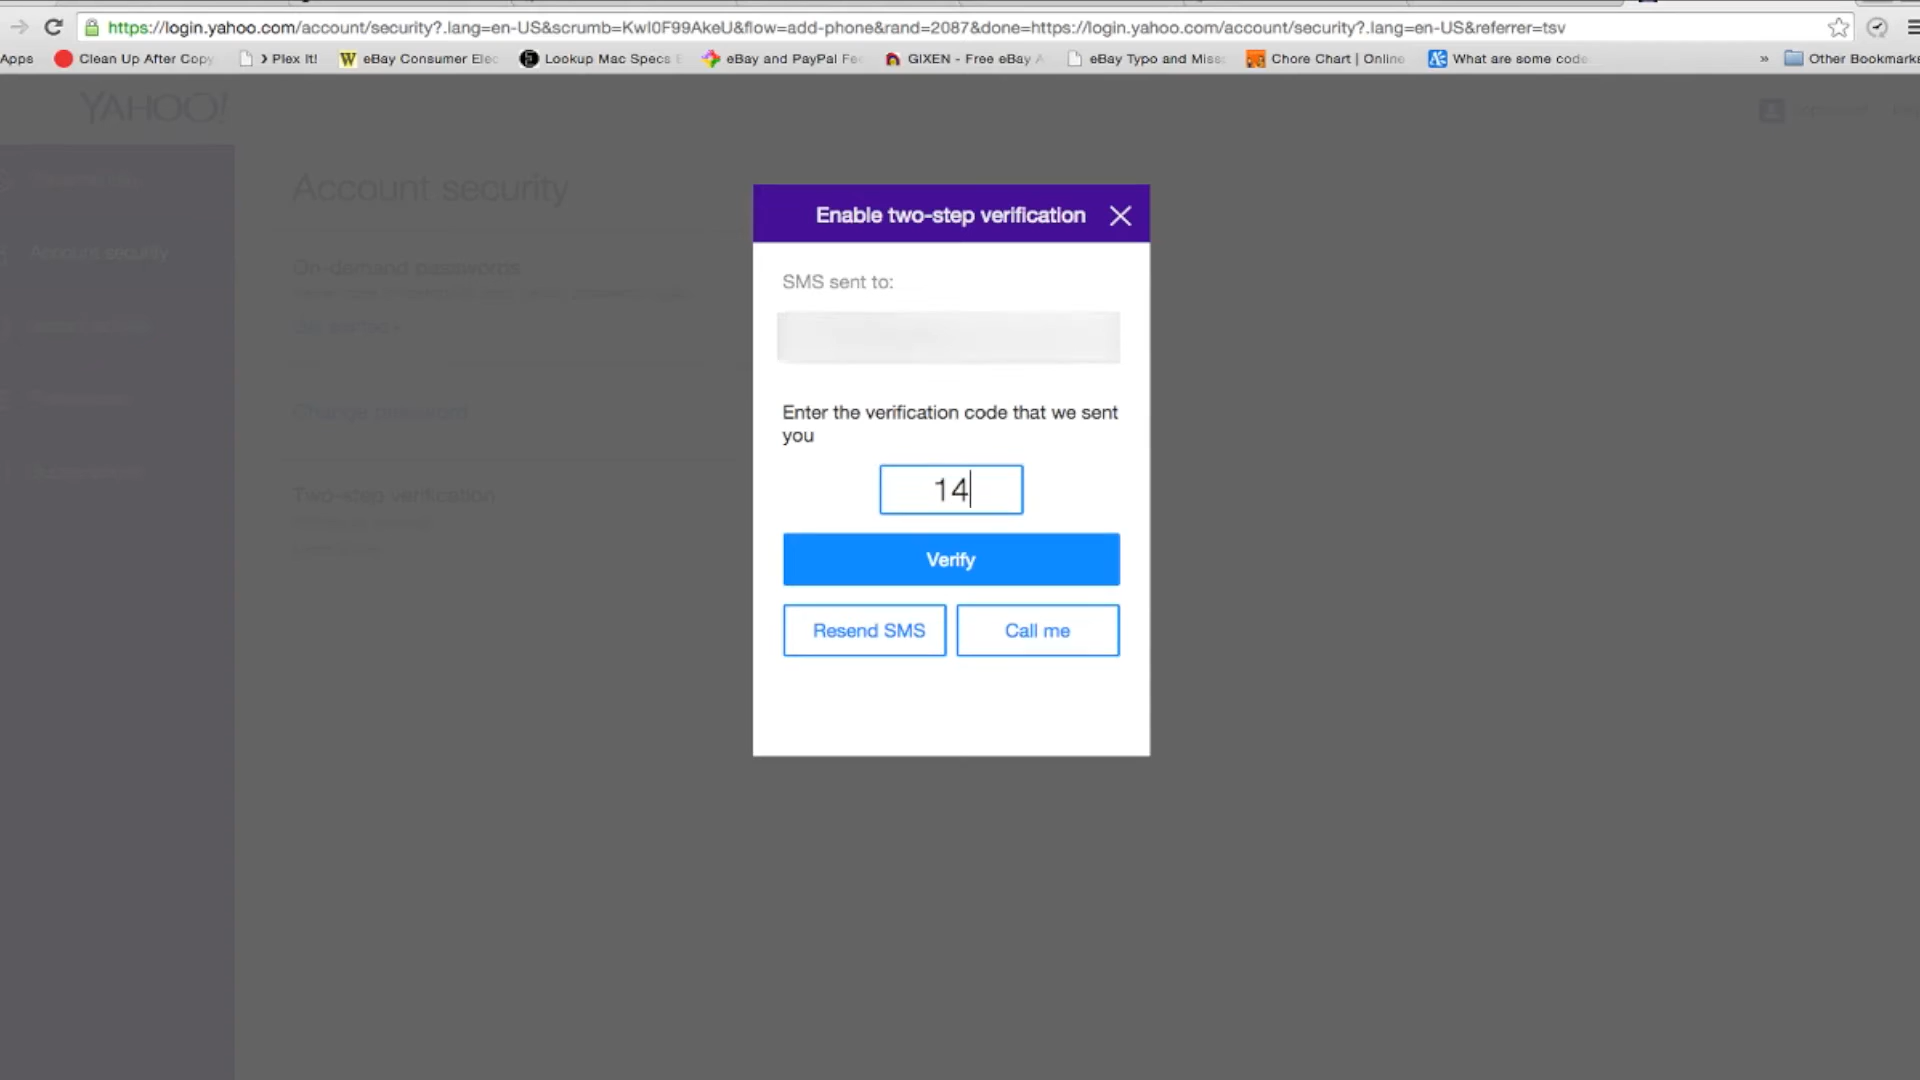 https://login.yahoo.com/account/security?.lang=en-US&scrumb=Kwl0F99AkeU&flow=add-phone&rand=2087&done=https://login.yahoo.com/account/security?.lang=en-US&referrer=tsv
Apps Clean Up After Copy > Plex It! eBay Consumer Elec Lookup Mac Specs eBay and PayPal Fe GIXEN - Free eBay A eBay Typo and Miss Chore Chart | Online What are some code » Other Bookmarks
YAHOO!
Account security
Account security
On-demand passwords
Change password
Two-step verification
Enable two-step verification
SMS sent to:
Enter the verification code that we sent
you
14
Verify
Resend SMS Call me